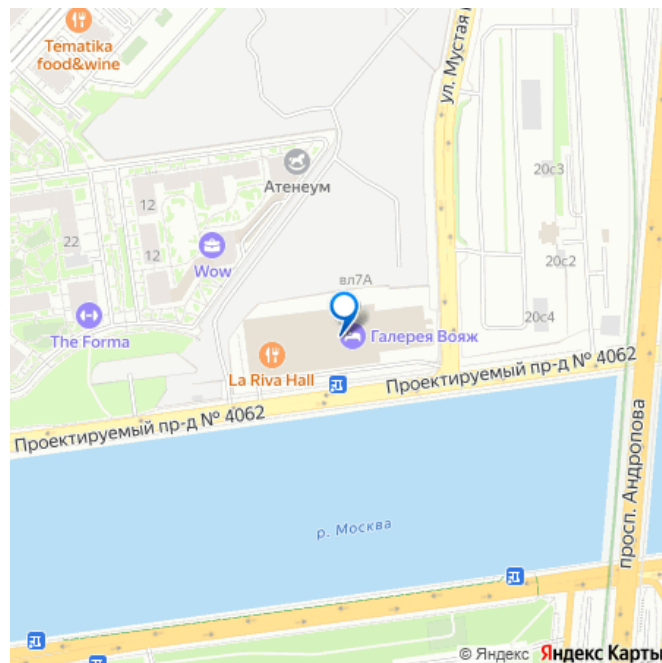 Tematika
food&wine
ул. Мустая
Атенеум
20с3
12
22
Wow
12
20с2
вл7А
The Forma
20с4
Галерея Вояж
La Riva Hall
Проектируемый пр-д № 4062
Проектируемый пр-д № 4062
просп. Андропова
р. Москва
© Яндекс Яндекс Карты